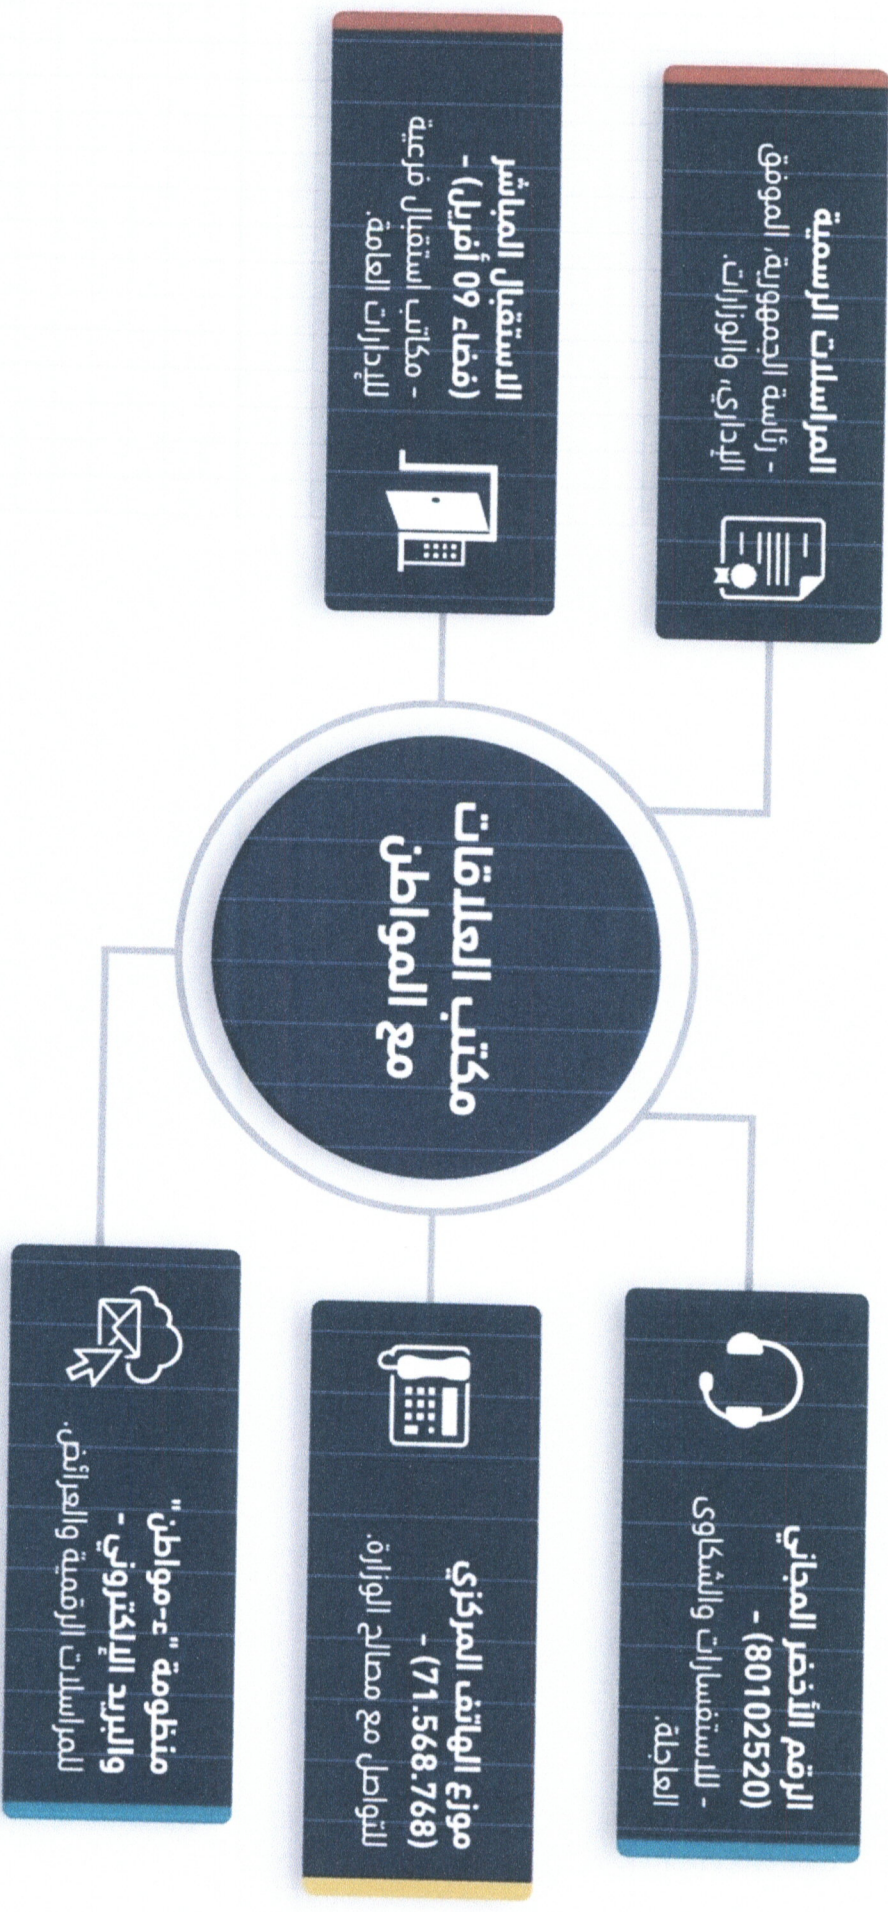 مكتب العلاقات
مع المواطن
الرقم الأخضر المجاني
(80102520) -
- للاستفسارات والشكاوى
العاجلة.
موزع الهاتف المركزي
(71.568.768) -
للتواصل مع مصالح الوزارة.
منظومة "ء-مواطن"
والبريد الإلكتروني -
للمراسلات الرقمية والعرائض.
المراسلات الرسمية
- رئاسة الجمهورية، الموفق
الإداري، والوزارات.
الاستقبال المباشر
(فضاء 09 أفريل) -
- مكاتب استقبال فرعية
للإدارات العامة.